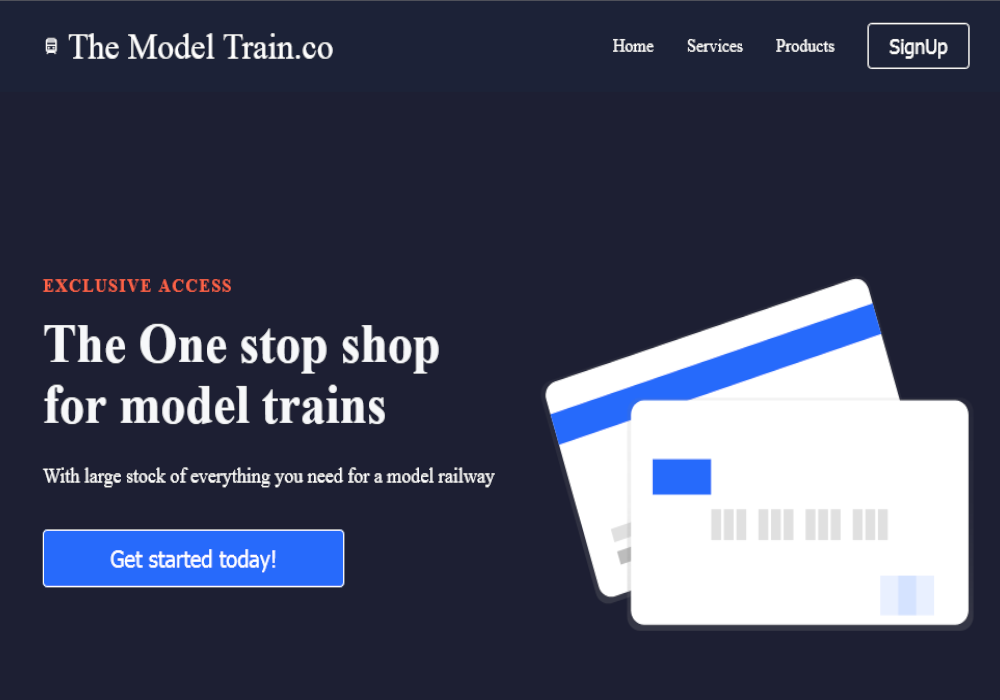 The Model Train.co
Home Services Products SignUp
EXCLUSIVE ACCESS
The One stop shop
for model trains
With large stock of everything you need for a model railway
Get started today!